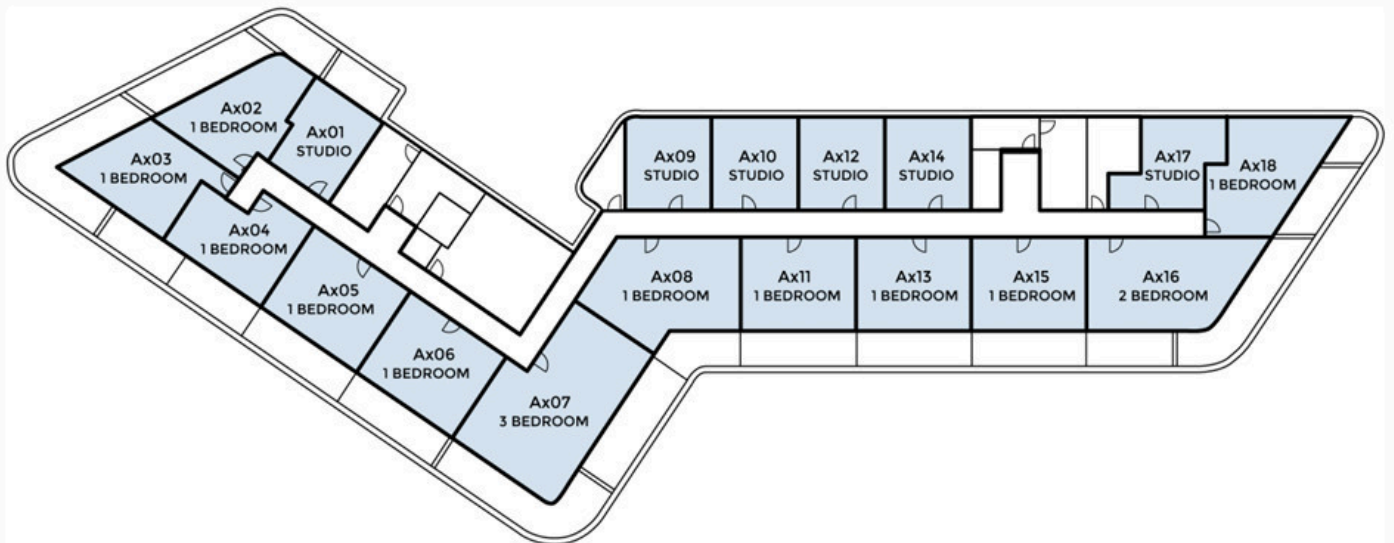 Ax02
1 BEDROOM
Ax01
STUDIO
Ax03
1 BEDROOM
Ax04
1 BEDROOM
Ax05
1 BEDROOM
Ax06
1 BEDROOM
Ax07
3 BEDROOM
Ax08
1 BEDROOM
Ax09
STUDIO
Ax10
STUDIO
Ax12
STUDIO
Ax14
STUDIO
Ax17
STUDIO
Ax18
1 BEDROOM
Ax11
1 BEDROOM
Ax13
1 BEDROOM
Ax15
1 BEDROOM
Ax16
2 BEDROOM